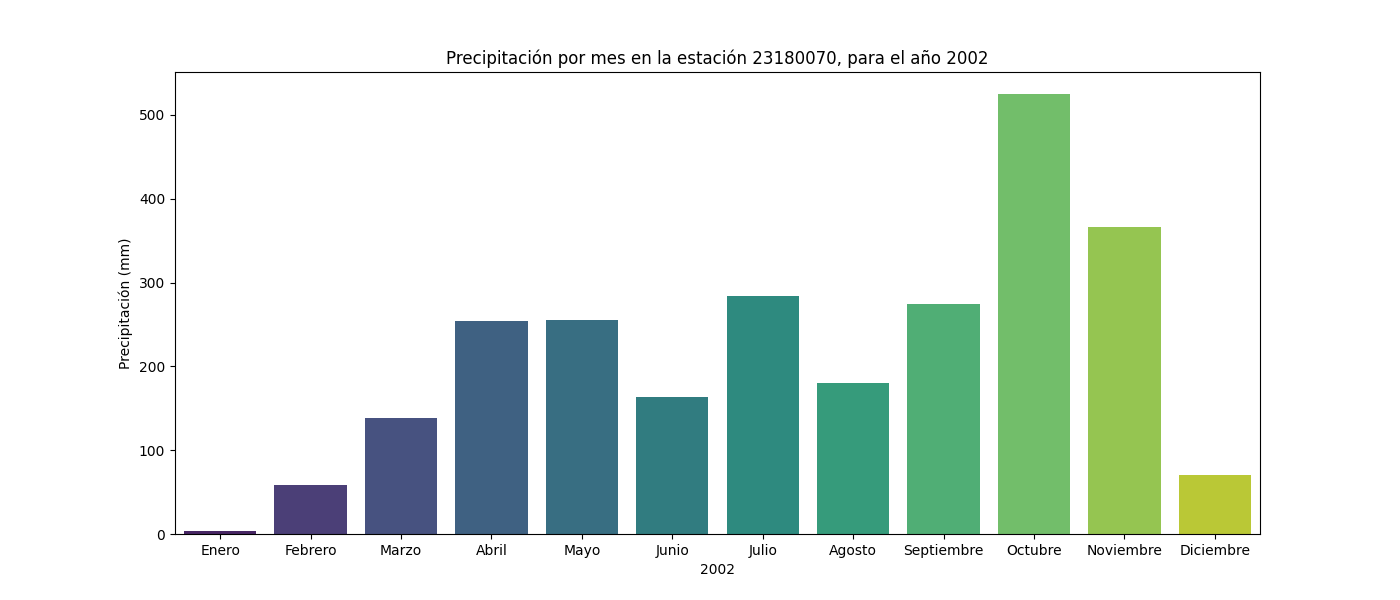 Precipitación por mes en la estación 23180070, para el año 2002
Precipitación (mm)
500
400
300
200
100
0
Enero Febrero Marzo Abril Mayo Junio Julio Agosto Septiembre Octubre Noviembre Diciembre
2002